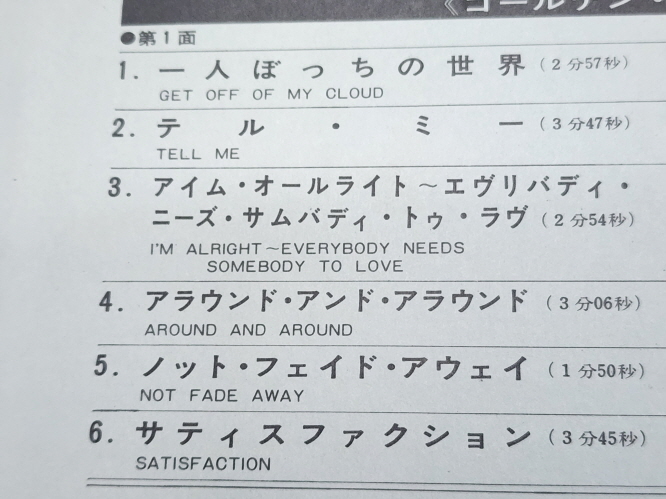 《ゴールデン・
●第1面
1. 一人ぼっちの世界 (2分57秒)
GET OFF OF MY CLOUD
2. テル・ミー (3分47秒)
TELL ME
3. アイム・オールライト～エヴリバディ・
ニーズ・サムバディ・トゥ・ラヴ (2分54秒)
I'M ALRIGHT～EVERYBODY NEEDS
SOMEBODY TO LOVE
4. アラウンド・アンド・アラウンド (3分06秒)
AROUND AND AROUND
5. ノット・フェイド・アウェイ (1分50秒)
NOT FADE AWAY
6. サティスファクション (3分45秒)
SATISFACTION